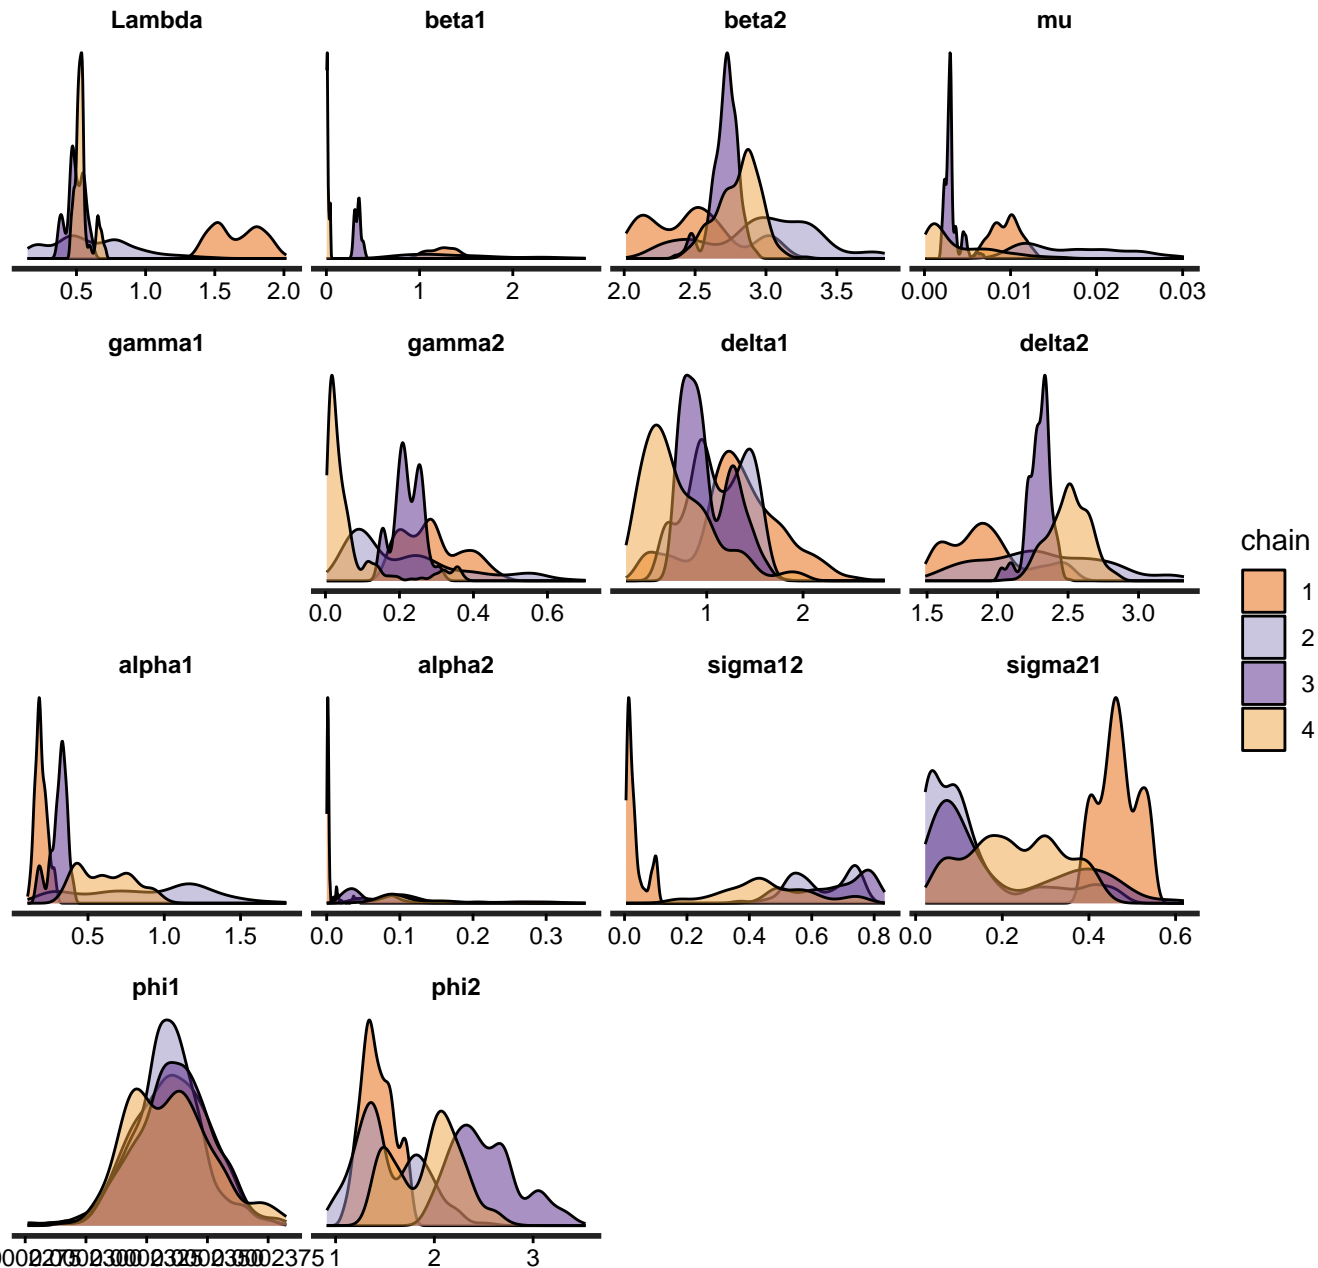 Lambda beta1 beta2 mu
0.5 1.0 1.5 2.0 0 1 2 2.0 2.5 3.0 3.5 0.00 0.01 0.02 0.03
gamma1 gamma2 delta1 delta2
0.0 0.2 0.4 0.6 1 2 1.5 2.0 2.5 3.0
chain
1
2
3
4
alpha1 alpha2 sigma12 sigma21
0.5 1.0 1.5 0.0 0.1 0.2 0.3 0.0 0.2 0.4 0.6 0.8 0.0 0.2 0.4 0.6
phi1 phi2
1 2 3